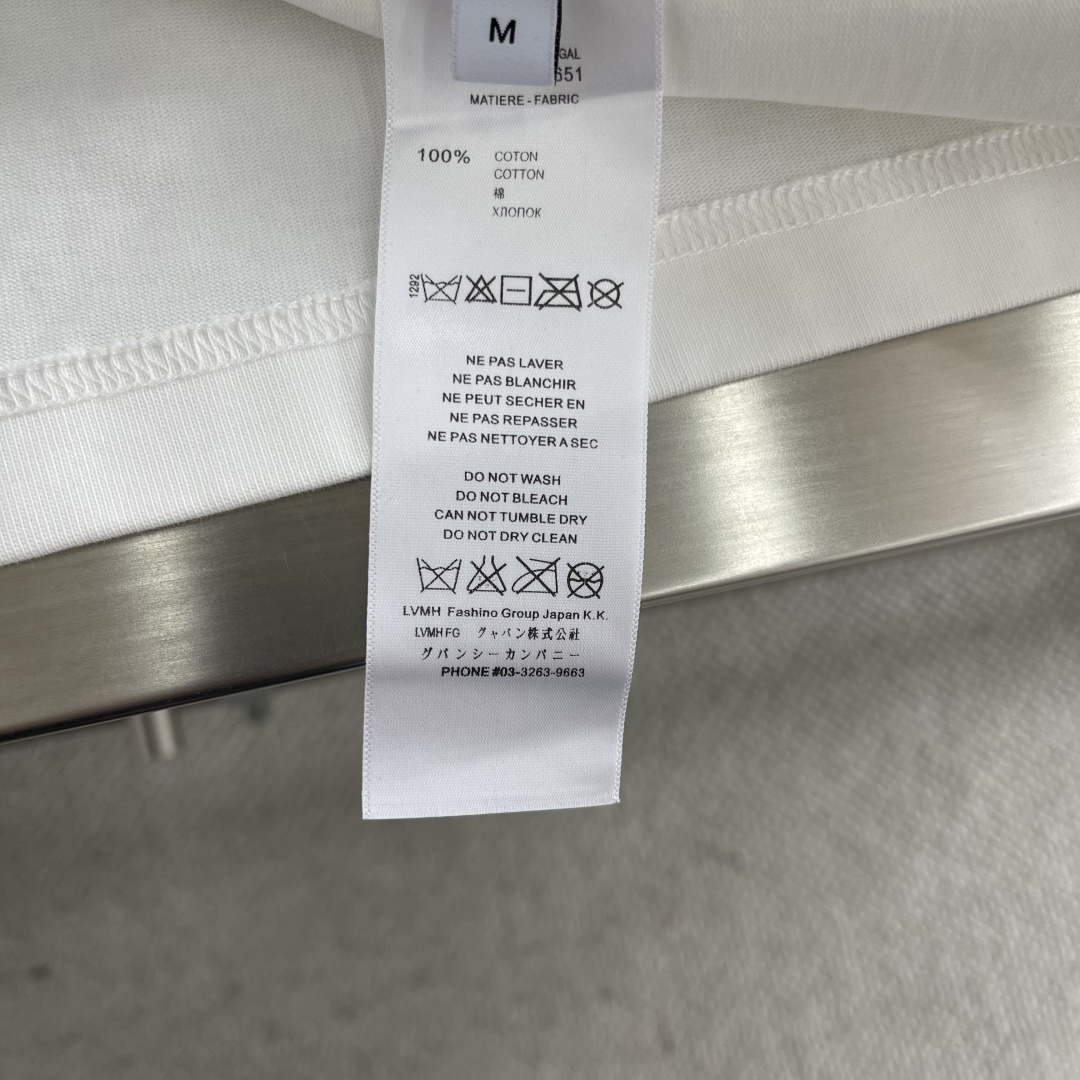 M
GAL
651
MATIERE - FABRIC
100% COTON
COTTON
棉
ХЛОПОК
1292
NE PAS LAVER
NE PAS BLANCHIR
NE PEUT SECHER EN
NE PAS REPASSER
NE PAS NETTOYER A SEC
DO NOT WASH
DO NOT BLEACH
CAN NOT TUMBLE DRY
DO NOT DRY CLEAN
LVMH Fashino Group Japan K.K.
LVMH FG グャバン株式公社
グバンシーカンバニー
PHONE #03-3263-9663